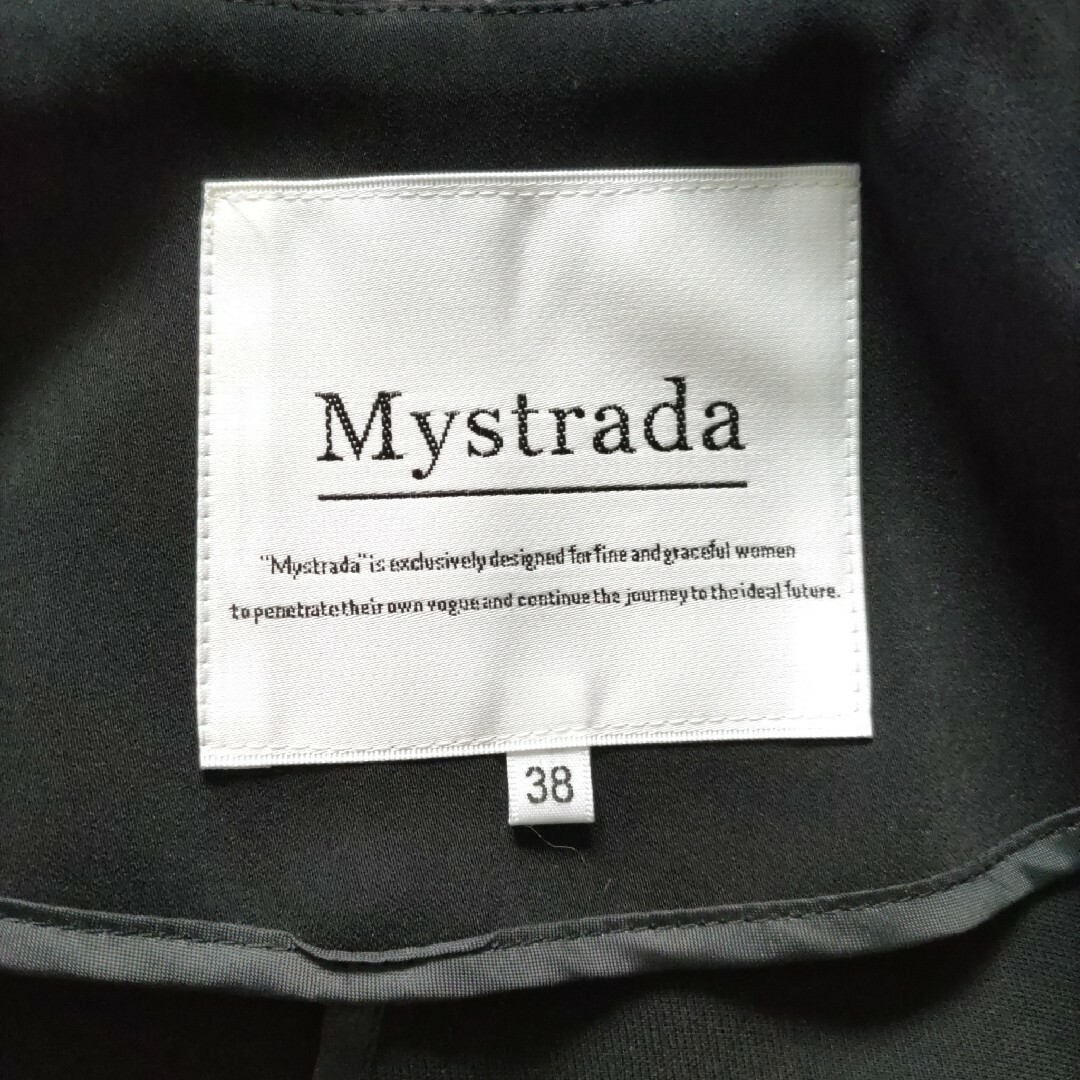 Mystrada
"Mystrada" is exclusively designed for fine and graceful women
to penetrate their own vogue and continue the journey to the ideal future.
38